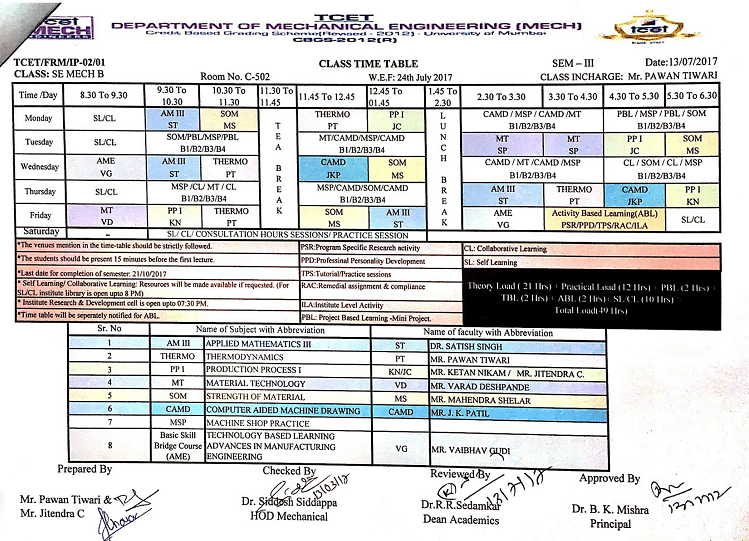 TCET
DEPARTMENT OF MECHANICAL ENGINEERING (MECH)
Credit Based Grading Scheme(Revised - 2012) - University of Mumbai
CBGS-2012(R)
tcet
MECH
tcet
Estd. 2001
TCET/FRM/IP-02/01 CLASS TIME TABLE SEM – III Date:13/07/2017
CLASS: SE MECH B Room No. C-502 W.E.F: 24th July 2017 CLASS INCHARGE: Mr. PAWAN TIWARI
Time /Day 8.30 To 9.30 9.30 To 10.30 10.30 To 11.30 11.30 To 11.45 11.45 To 12.45 12.45 To 01.45 1.45 To 2.30 2.30 To 3.30 3.30 To 4.30 4.30 To 5.30 5.30 To 6.30
TEA BREAK
LUNCH BREAK
Monday SL/CL AM III SOM THERMO PP I CAMD / MSP / CAMD /MT PBL / MSP / PBL / SOM
ST MS PT JC B1/B2/B3/B4 B1/B2/B3/B4
Tuesday SL/CL SOM/PBL/MSP/PBL MT/CAMD/MSP/CAMD MT MT PP I SOM
B1/B2/B3/B4 B1/B2/B3/B4 SP SP JC MS
Wednesday AME AM III THERMO CAMD SOM CAMD / MT /CAMD /MSP CL / SOM / CL / MSP
VG ST PT JKP MS B1/B2/B3/B4 B1/B2/B3/B4
Thursday SL/CL MSP /CL/ MT / CL MSP/CAMD/SOM/CAMD AM III THERMO CAMD PP I
B1/B2/B3/B4 B1/B2/B3/B4 ST PT JKP KN
Friday MT PP I THERMO SOM AM III AME Activity Based Learning(ABL) SL/CL
VD KN PT MS ST VG PSR/PPD/TPS/RAC/ILA
Saturday – SL/ CL/ CONSULTATION HOURS SESSIONS/ PRACTICE SESSION
*The venues mention in the time-table should be strictly followed. PSR:Program Specific Research activity CL: Collaborative Learning
*The students should be present 15 minutes before the first lecture. PPD:Professional Personality Development SL: Self Learning
*Last date for completion of semester: 21/10/2017 TPS:Tutorial/Practice sessions
* Self Learning/ Collaborative Learning: Resources will be made available if requested. (For SL/CL institute library is open upto 8 PM) RAC:Remedial assignment & compliance
* Institute Research & Development cell is open upto 07:30 PM. ILA:Institute Level Activity
*Time table will be seperately notified for ABL. PBL: Project Based Learning -Mini Project.
Theory Load ( 21 Hrs) + Practical Load (12 Hrs) + PBL (2 Hrs) +
TBL (2 Hrs) + ABL (2 Hrs)+ SL/ CL (10 Hrs)
Total Load(49 Hrs)
Sr. No Name of Subject with Abbreviation Name of faculty with Abbreviation
1 AM III APPLIED MATHEMATICS III ST DR. SATISH SINGH
2 THERMO THERMODYNAMICS PT MR. PAWAN TIWARI
3 PP I PRODUCTION PROCESS I KN/JC MR. KETAN NIKAM / MR. JITENDRA C.
4 MT MATERIAL TECHNOLOGY VD MR. VARAD DESHPANDE
5 SOM STRENGTH OF MATERIAL MS MR. MAHENDRA SHELAR
6 CAMD COMPUTER AIDED MACHINE DRAWING CAMD MR. J. K. PATIL
7 MSP MACHINE SHOP PRACTICE
8 Basic Skill Bridge Course (AME) TECHNOLOGY BASED LEARNING ADVANCES IN MANUFACTURING ENGINEERING VG MR. VAIBHAV GUDI
Prepared By Checked By Reviewed By Approved By
Mr. Pawan Tiwari & Dr. Siddesh Siddappa Dr.R.R.Sedamkar Dr. B. K. Mishra
Mr. Jitendra C HOD Mechanical Dean Academics Principal